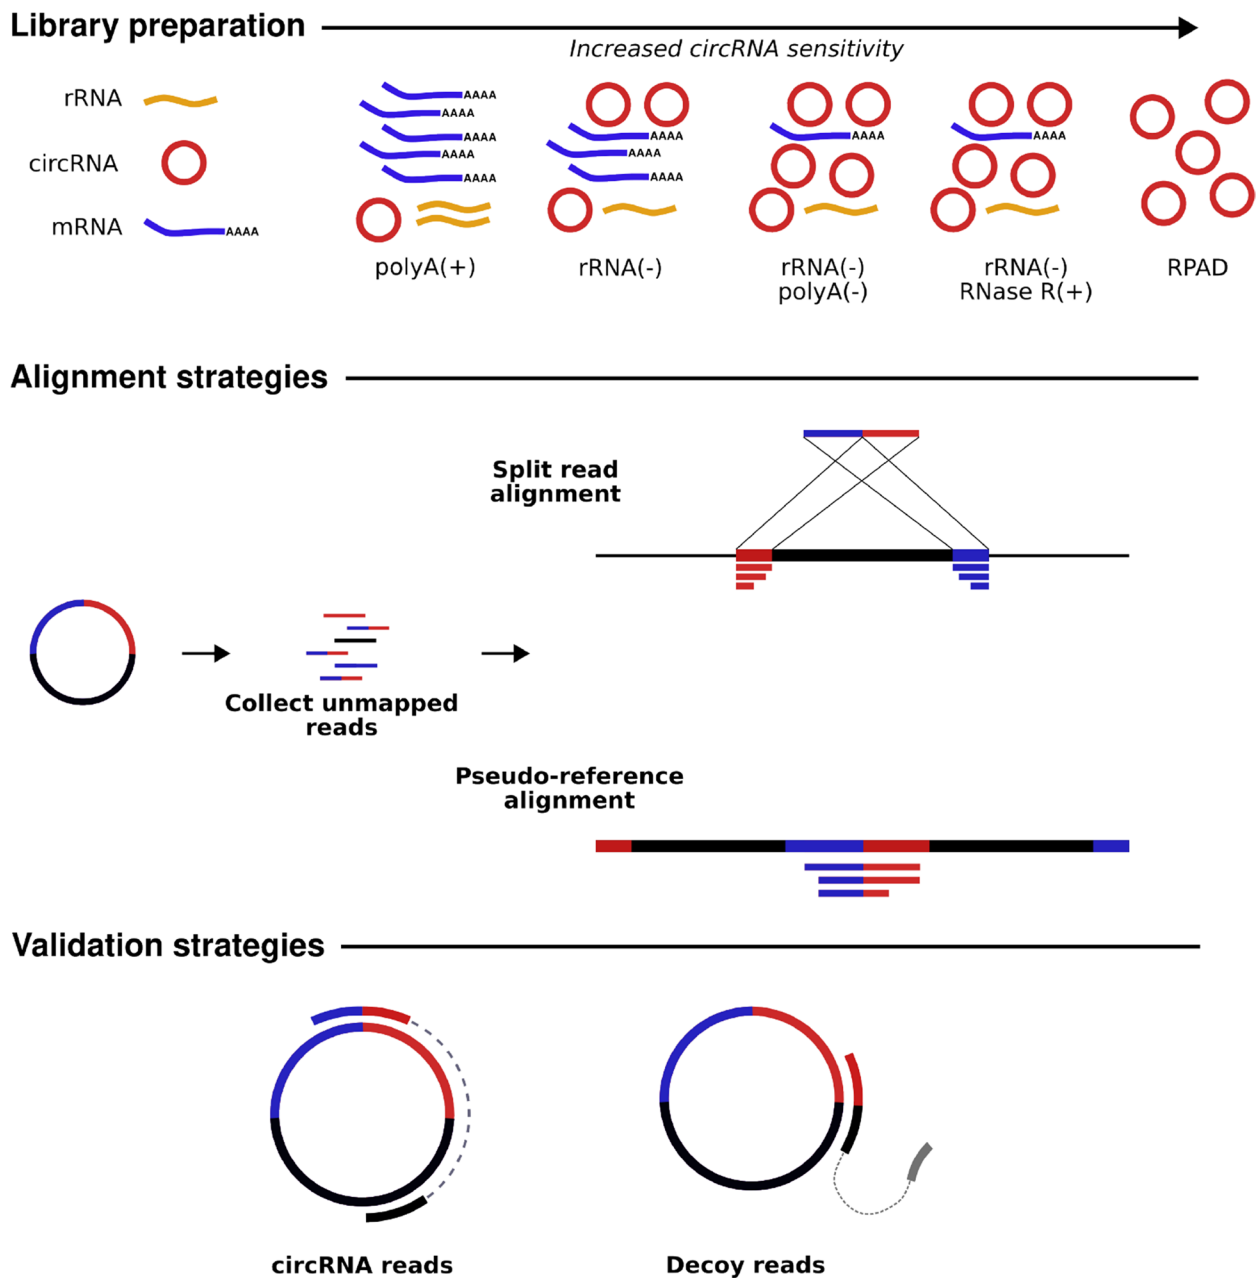 Library preparation
Increased circRNA sensitivity
rRNA
circRNA
mRNA
AAAA
AAAA
AAAA
AAAA
AAAA
AAAA
polyA(+)
AAAA
AAAA
AAAA
rRNA(-)
AAAA
rRNA(-)
polyA(-)
AAAA
rRNA(-)
RNase R(+)
RPAD
Alignment strategies
Split read
alignment
Collect unmapped
reads
Pseudo-reference
alignment
Validation strategies
circRNA reads
Decoy reads